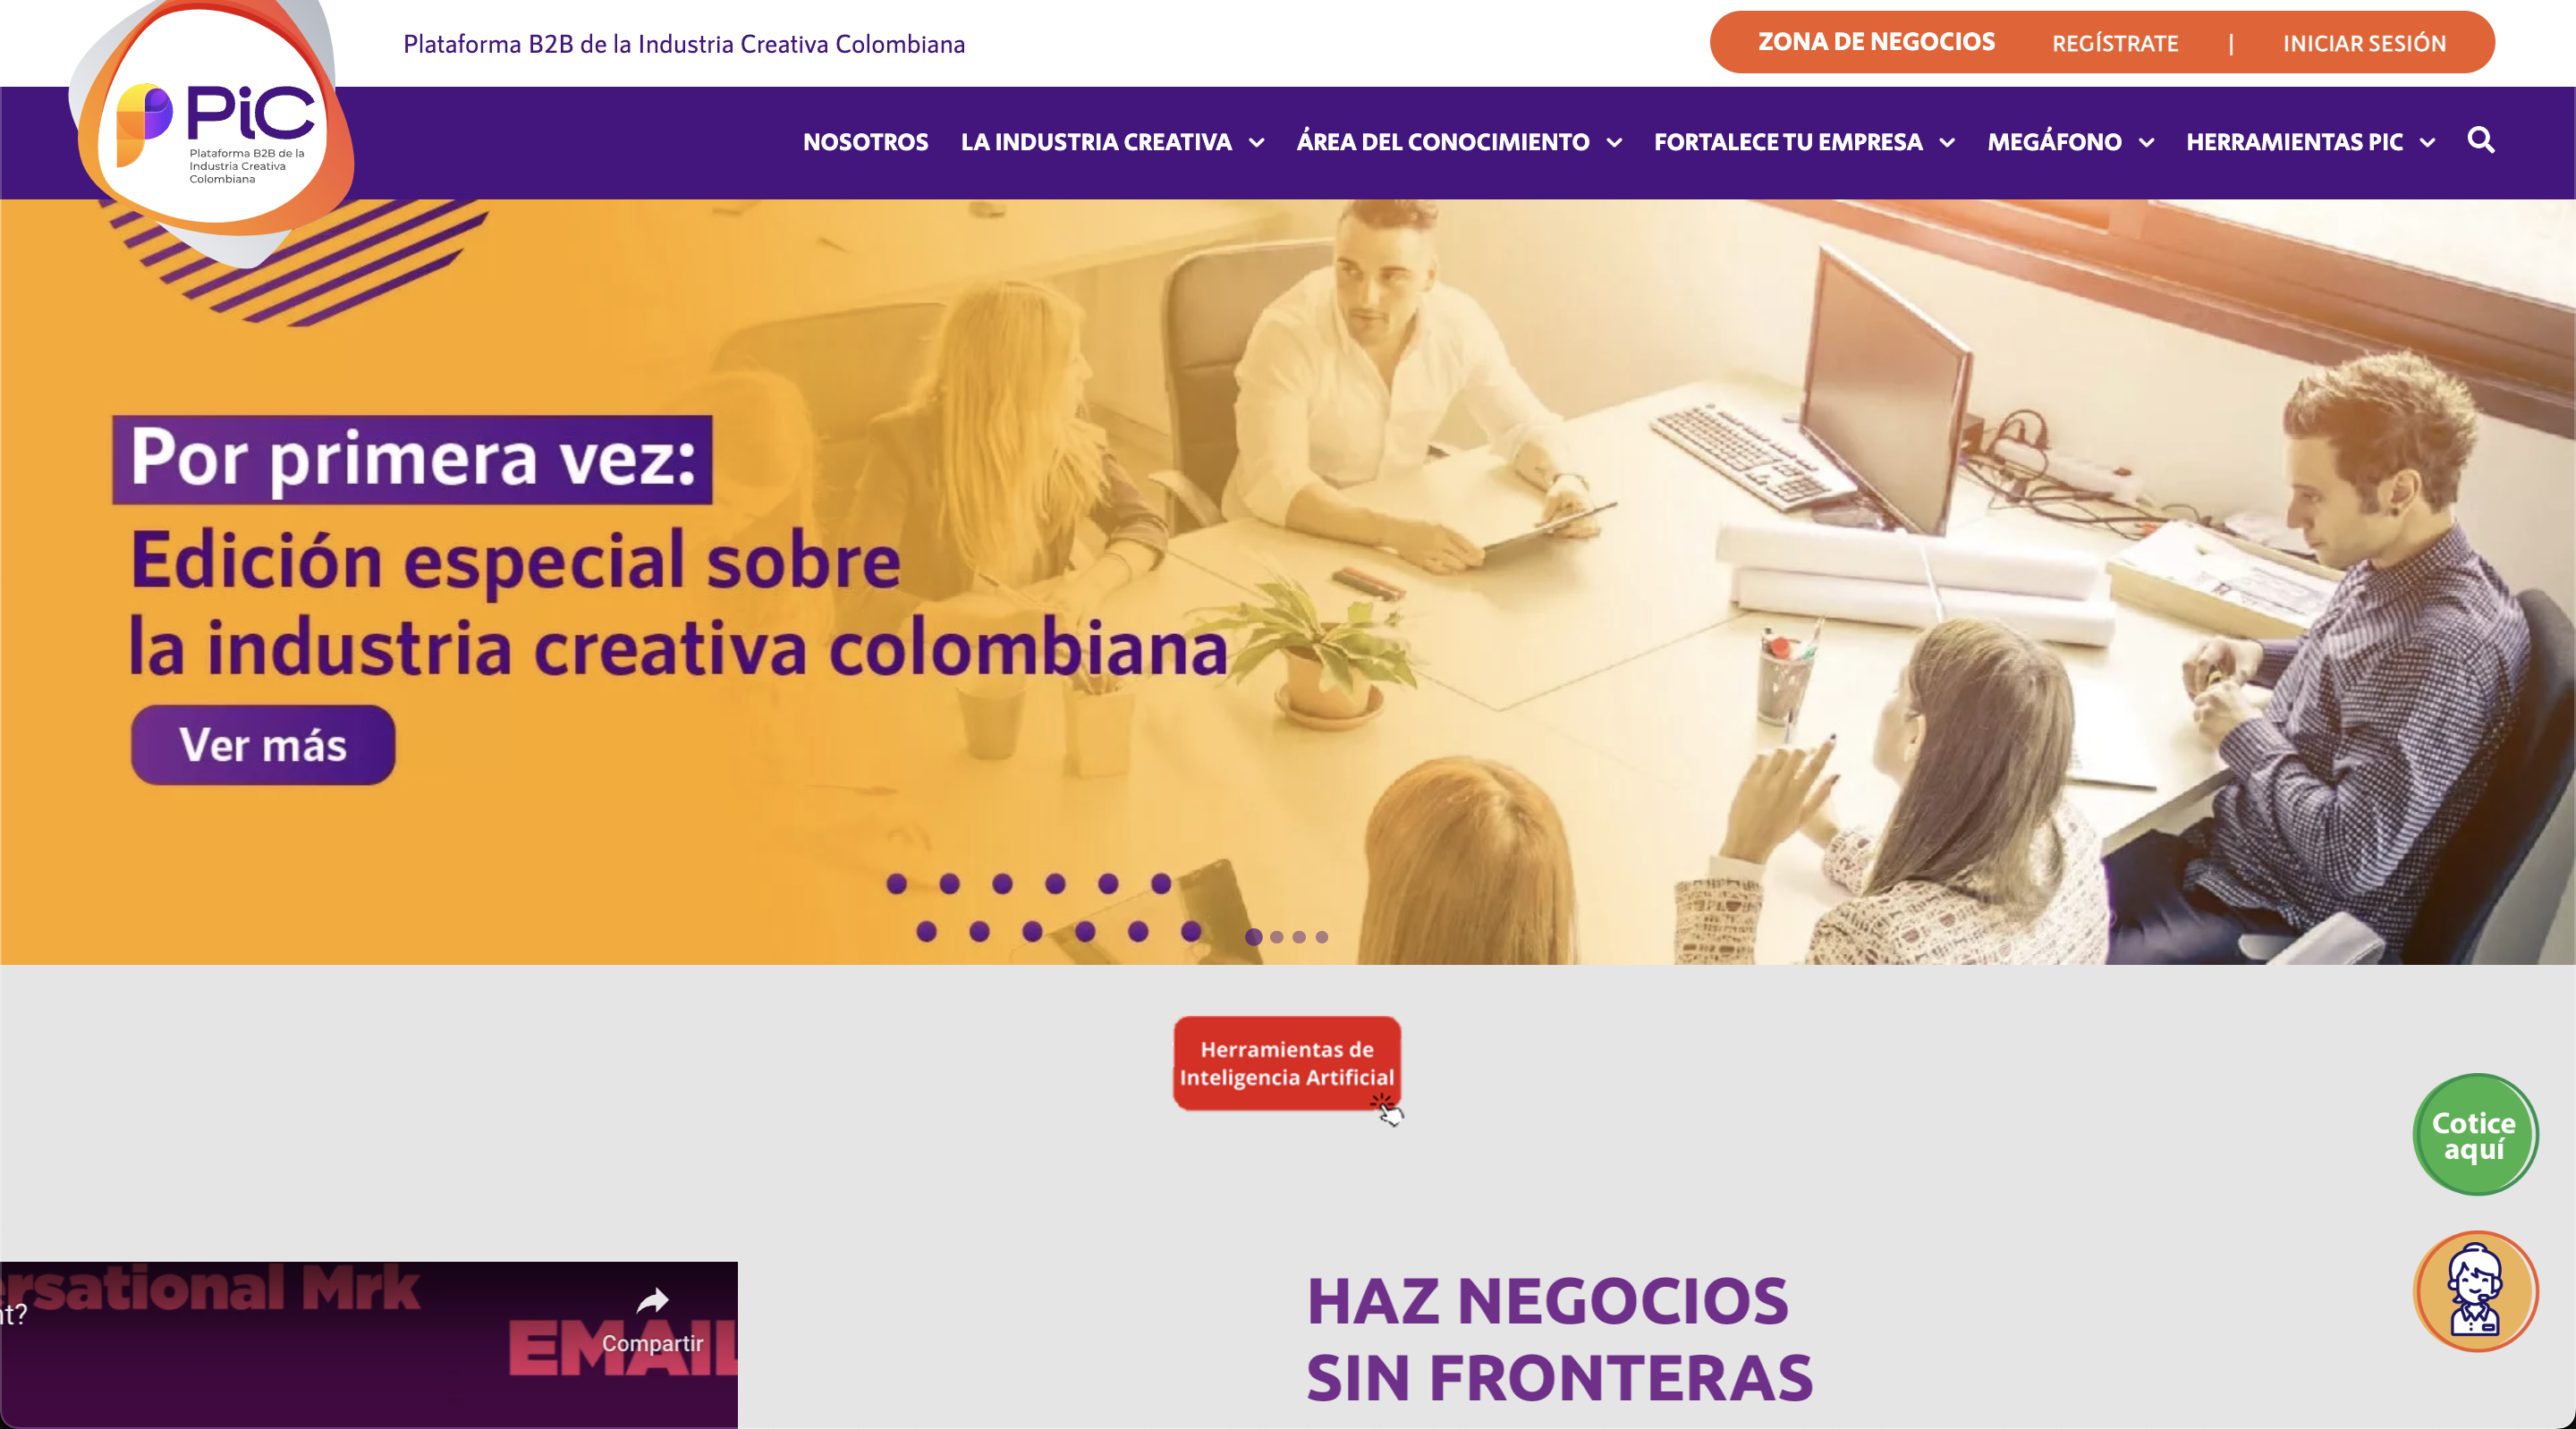 Plataforma B2B de la Industria Creativa Colombiana
ZONA DE NEGOCIOS REGÍSTRATE | INICIAR SESIÓN
PiC
Plataforma B2B de la
Industria Creativa
Colombiana
NOSOTROS LA INDUSTRIA CREATIVA ÁREA DEL CONOCIMIENTO FORTALECE TU EMPRESA MEGÁFONO HERRAMIENTAS PIC
Por primera vez:
Edición especial sobre
la industria creativa colombiana
Ver más
Herramientas de
Inteligencia Artificial
Cotice
aquí
rsational Mrk
nt?
EMAIL
Compartir
HAZ NEGOCIOS
SIN FRONTERAS